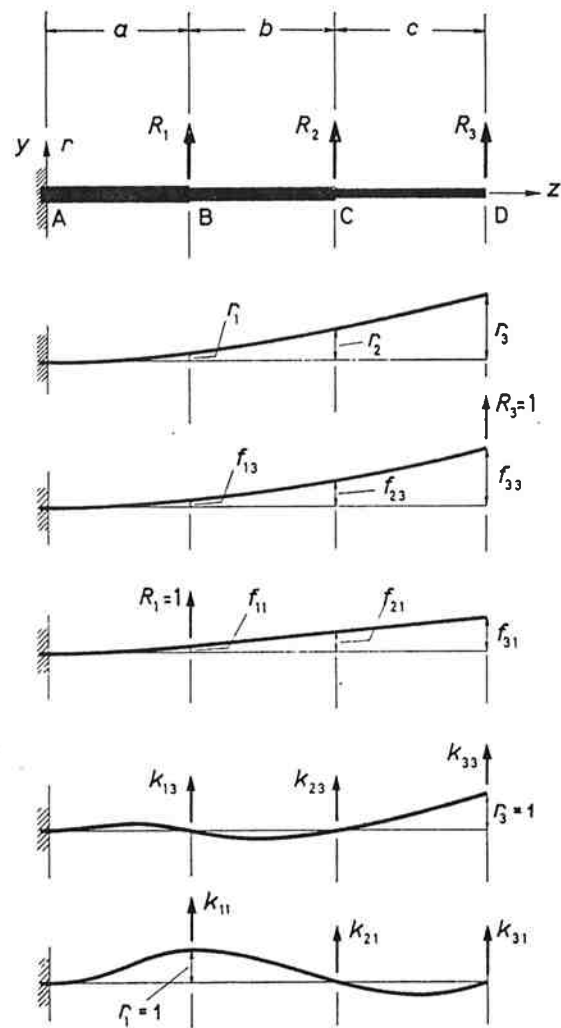 a b c
R₁ R₂ R₃
y r
A B C D z
r₁ r₂ r₃
R₃=1
f₁₃ f₂₃ f₃₃
R₁=1 f₁₁ f₂₁ f₃₁
k₁₃ k₂₃ k₃₃
r₃=1
k₁₁ k₂₁ k₃₁
r₁=1